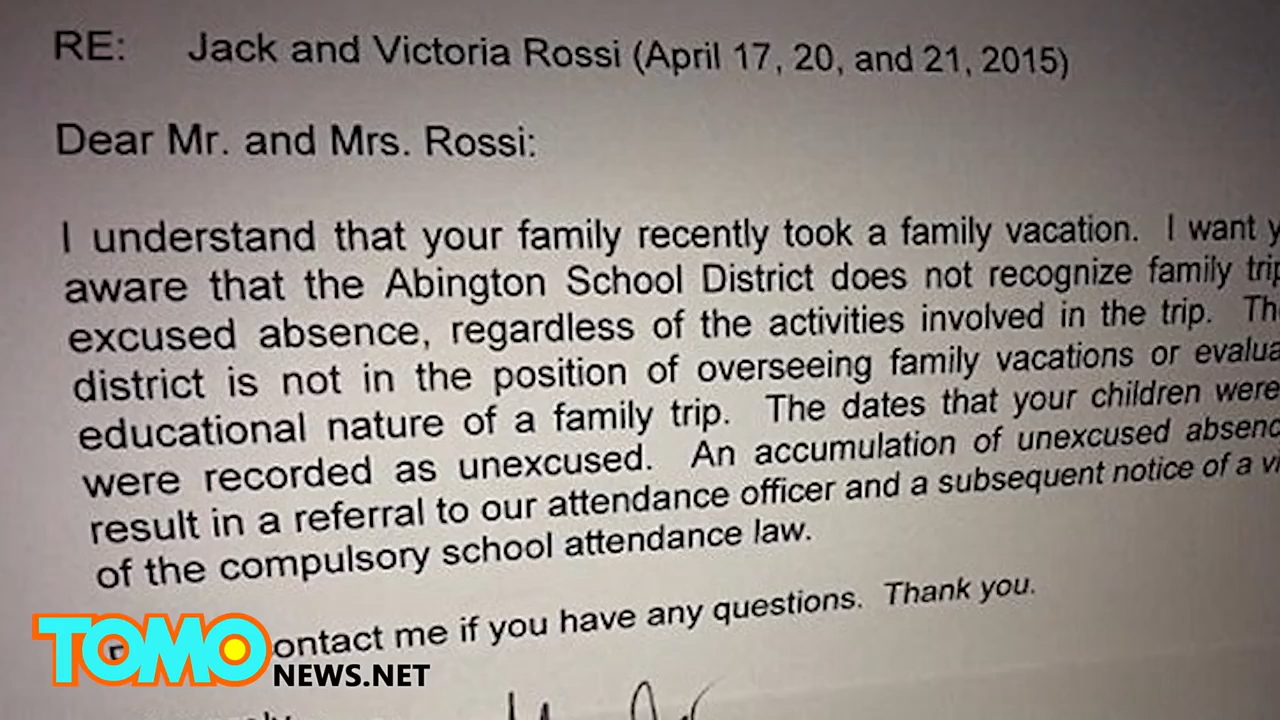 RE: Jack and Victoria Rossi (April 17, 20, and 21, 2015)
Dear Mr. and Mrs. Rossi:
I understand that your family recently took a family vacation. I want
aware that the Abington School District does not recognize family
excused absence, regardless of the activities involved in the trip.
district is not in the position of overseeing family vacations or
educational nature of a family trip. The dates that your children were
were recorded as unexcused. An accumulation of unexcused
result in a referral to our attendance officer and a subsequent notice of a
of the compulsory school attendance law.
contact me if you have any questions. Thank you.
TOMO
NEWS.NET